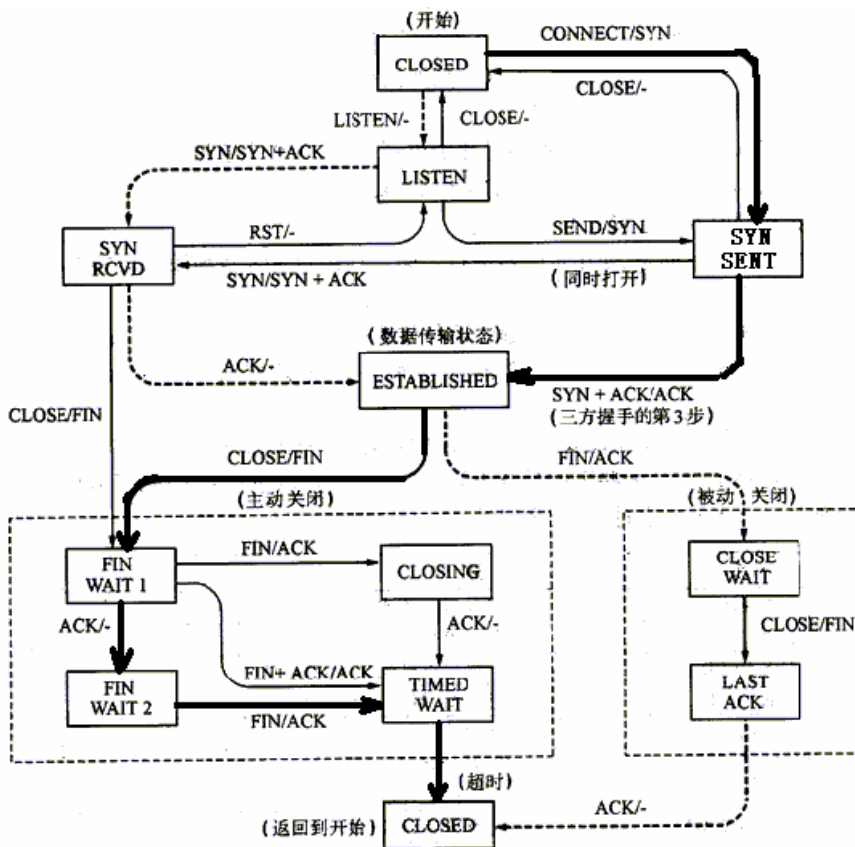 (开始)
CONNECT/SYN
CLOSED
CLOSE/-
LISTEN/-
CLOSE/-
SYN/SYN+ACK
LISTEN
RST/-
SEND/SYN
SYN
RCVD
SYN
SENT
SYN/SYN + ACK
(同时打开)
(数据传输状态)
ACK/-
ESTABLISHED
SYN + ACK/ACK
(三方握手的第3步)
CLOSE/FIN
CLOSE/FIN
FIN/ACK
(主动关闭)
(被动 关闭)
FIN
WAIT 1
FIN/ACK
CLOSING
CLOSE
WAIT
ACK/-
ACK/-
CLOSE/FIN
FIN+ ACK/ACK
FIN
WAIT 2
FIN/ACK
TIMED
WAIT
LAST
ACK
(超时)
(返回到开始)
CLOSED
ACK/-